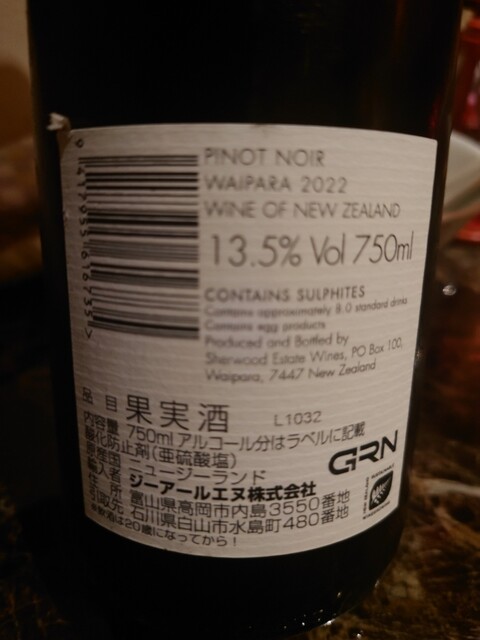 PINOT NOIR
WAIPARA 2022
WINE OF NEW ZEALAND
13.5% Vol 750ml
CONTAINS SULPHITES
Contains approximately 8.0 standard drinks
Contains egg products
Produced and Bottled by
Sherwood Estate Wines, PO Box 100,
Waipara, 7447 New Zealand
品目 果実酒 L1032
内容量 750ml アルコール分はラベルに記載
酸化防止剤(亜硫酸塩)
原産国 ニュージーランド
輸入者 ジーアールエヌ株式会社
住所 富山県高岡市内島3550番地
引取先 石川県白山市水島町480番地
※飲酒は20歳になってから!
GRN